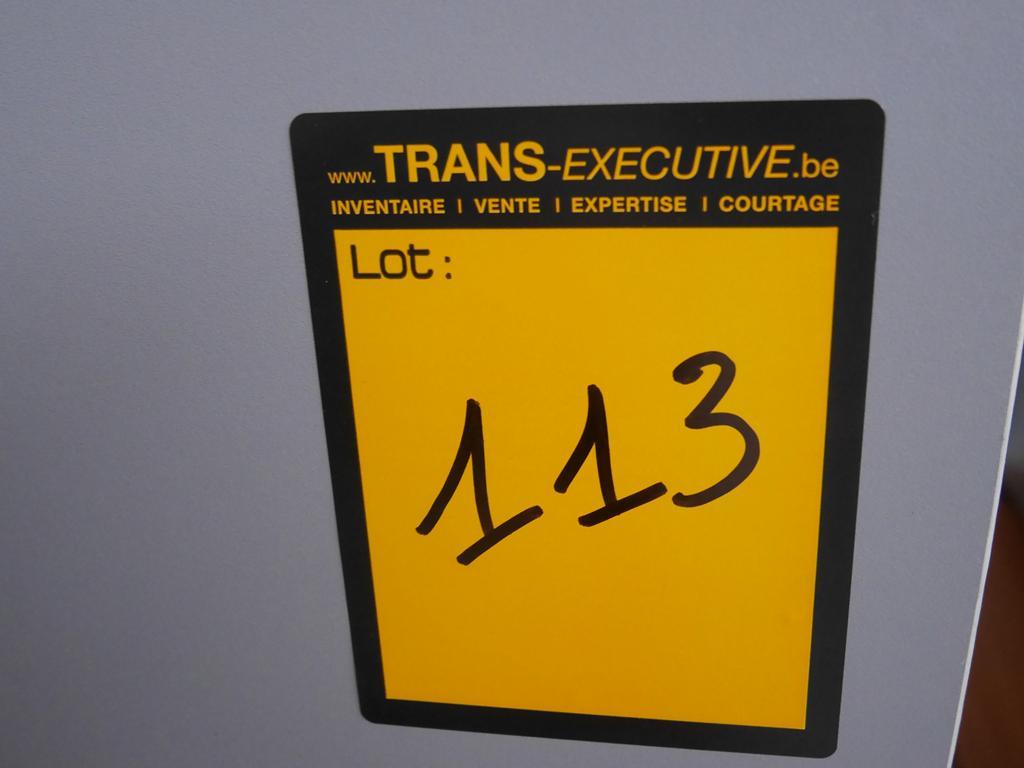 www.TRANS-EXECUTIVE.be
INVENTAIRE | VENTE | EXPERTISE | COURTAGE
Lot :
113